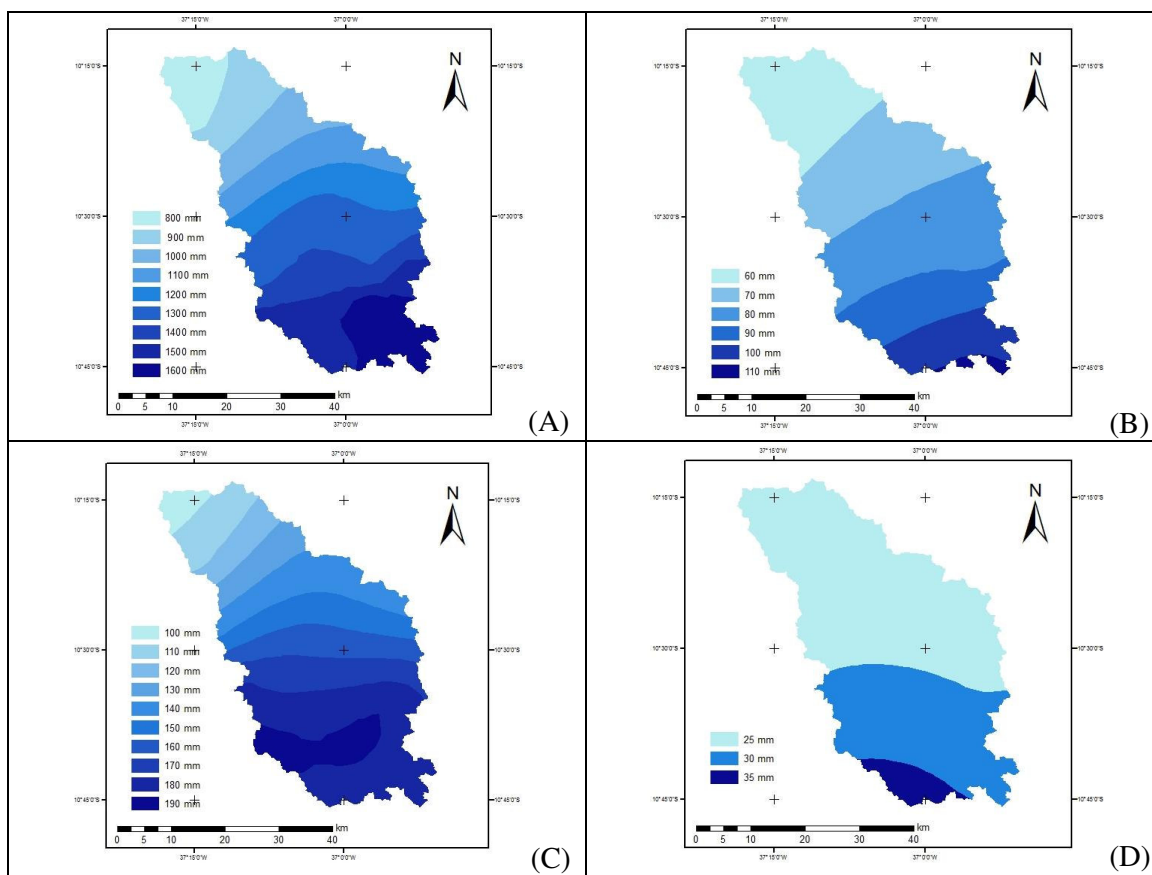 37°15'0"W 37°0'0"W
10°15'0"S 10°15'0"S
N
10°30'0"S 10°30'0"S
800 mm
900 mm
1000 mm
1100 mm
1200 mm
1300 mm
1400 mm
1500 mm
1600 mm
10°45'0"S 10°45'0"S
km
0 5 10 20 30 40
37°15'0"W 37°0'0"W
(A)
37°15'0"W 37°0'0"W
10°15'0"S 10°15'0"S
N
10°30'0"S 10°30'0"S
60 mm
70 mm
80 mm
90 mm
100 mm
110 mm
10°45'0"S 10°45'0"S
km
0 5 10 20 30 40
37°15'0"W 37°0'0"W
(B)
37°15'0"W 37°0'0"W
10°15'0"S 10°15'0"S
N
10°30'0"S 10°30'0"S
100 mm
110 mm
120 mm
130 mm
140 mm
150 mm
160 mm
170 mm
180 mm
190 mm
10°45'0"S 10°45'0"S
km
0 5 10 20 30 40
37°15'0"W 37°0'0"W
(C)
37°15'0"W 37°0'0"W
10°15'0"S 10°15'0"S
N
10°30'0"S 10°30'0"S
25 mm
30 mm
35 mm
10°45'0"S 10°45'0"S
km
0 5 10 20 30 40
37°15'0"W 37°0'0"W
(D)